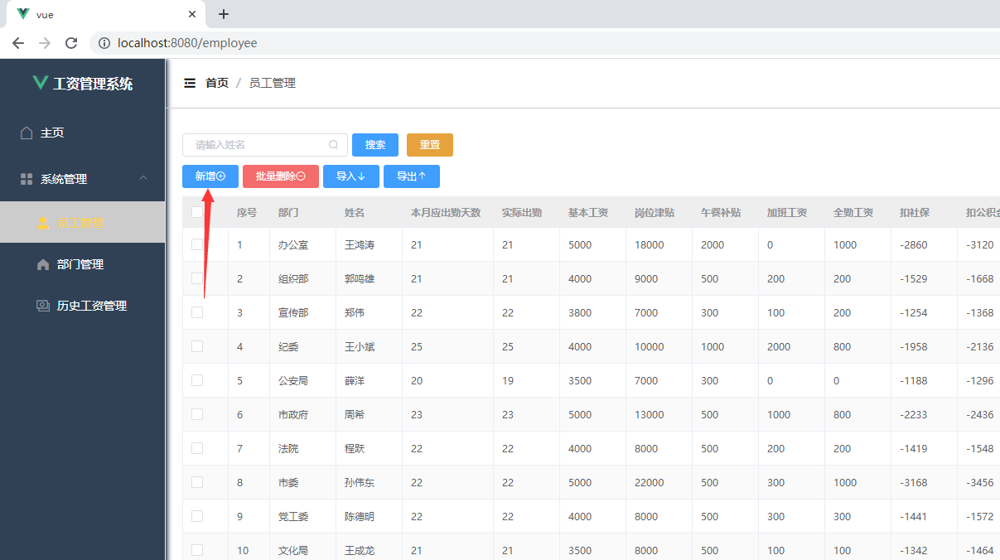 vue
localhost:8080/employee
工资管理系统
首页 / 员工管理
主页
系统管理
员工管理
部门管理
历史工资管理
请输入姓名 搜索 重置
新增 批量删除 导入 导出
序号 部门 姓名 本月应出勤天数 实际出勤 基本工资 岗位津贴 午餐补贴 加班工资 全勤工资 扣社保 扣公积金
1 办公室 王鸿涛 21 21 5000 18000 2000 0 1000 -2860 -3120
2 组织部 郭鸣雄 21 21 4000 9000 500 200 200 -1529 -1668
3 宣传部 郑伟 22 22 3800 7000 300 100 200 -1254 -1368
4 纪委 王小斌 25 25 4000 10000 1000 2000 800 -1958 -2136
5 公安局 薛洋 20 19 3500 7000 300 0 0 -1188 -1296
6 市政府 周希 23 23 5000 13000 500 1000 800 -2233 -2436
7 法院 程跃 22 22 4000 8000 500 200 200 -1419 -1548
8 市委 孙伟东 22 22 5000 22000 500 300 1000 -3168 -3456
9 党工委 陈德明 22 22 4000 8000 500 300 300 -1441 -1572
10 文化局 王成龙 21 21 3500 8000 500 100 100 -1342 -1464